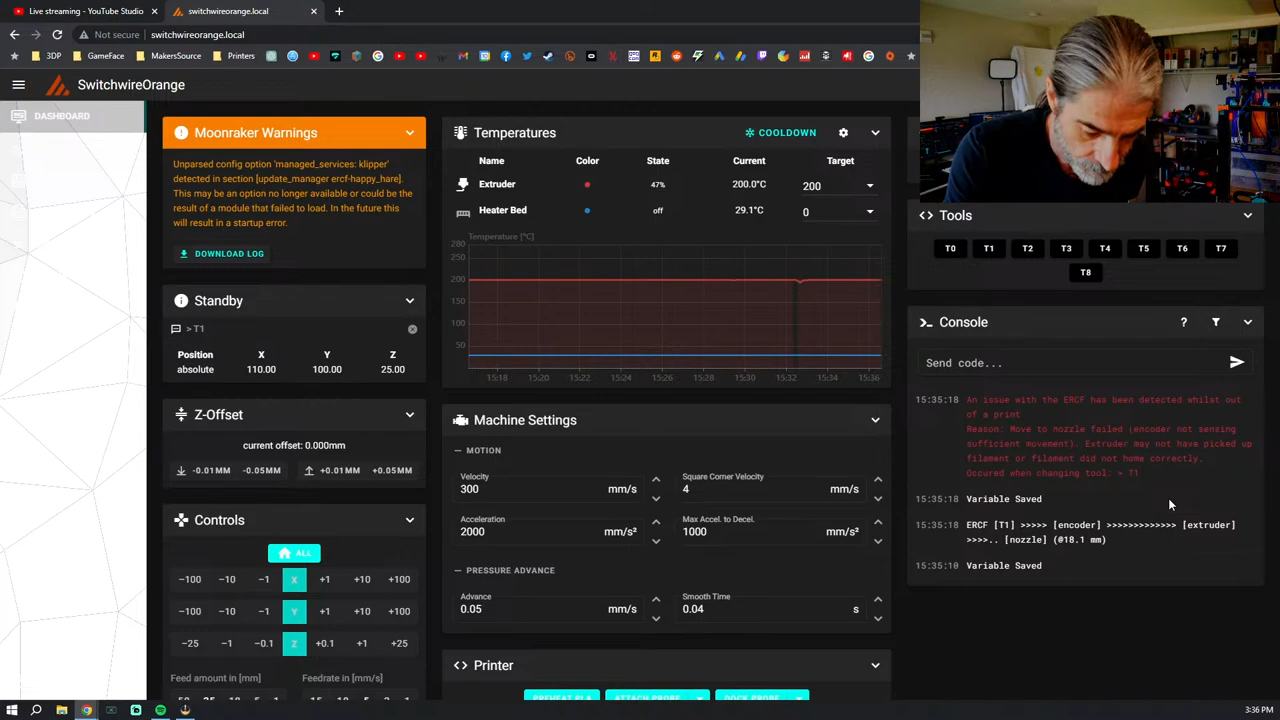 Live streaming - YouTube Studio
switchwireorange.local
Not secure
switchwireorange.local
3DP
GameFace
MakersSource
Printers
SwitchwireOrange
DASHBOARD
Moonraker Warnings
Unparsed config option 'managed_services: klipper'
detected in section [update_manager ercf-happy_hare].
This may be an option no longer available or could be the
result of a module that failed to load. In the future this
will result in a startup error.
DOWNLOAD LOG
Standby
> T1
Position X Y Z
absolute 110.00 100.00 25.00
Z-Offset
current offset: 0.000mm
-0.01MM -0.05MM +0.01MM +0.05MM
Controls
ALL
-100 -10 -1 X +1 +10 +100
-100 -10 -1 Y +1 +10 +100
-25 -1 -0.1 Z +0.1 +1 +25
Feed amount in [mm] Feedrate in [mm/s]
Temperatures
COOLDOWN
Name Color State Current Target
Extruder 47% 200.0°C 200
Heater Bed off 29.1°C 0
Temperature [°C]
280
250
200
150
100
50
15:18 15:20 15:22 15:24 15:26 15:28 15:30 15:32 15:34 15:36
Machine Settings
MOTION
Velocity
300 mm/s
Square Corner Velocity
4 mm/s
Acceleration
2000 mm/s²
Max Accel. to Decel.
1000 mm/s²
PRESSURE ADVANCE
Advance
0.05 mm/s
Smooth Time
0.04 s
Printer
PREHEAT PLA ATTACH PROBE DOCK PROBE
Tools
T0 T1 T2 T3 T4 T5 T6 T7
T8
Console
Send code...
15:35:18 An issue with the ERCF has been detected whilst out
of a print
Reason: Move to nozzle failed (encoder not sensing
sufficient movement). Extruder may not have picked up
filament or filament did not home correctly.
Occured when changing tool: > T1
15:35:18 Variable Saved
15:35:18 ERCF [T1] >>>>> [encoder] >>>>>>>>>>>>> [extruder]
>>>>.. [nozzle] (@18.1 mm)
15:35:10 Variable Saved
3:36 PM